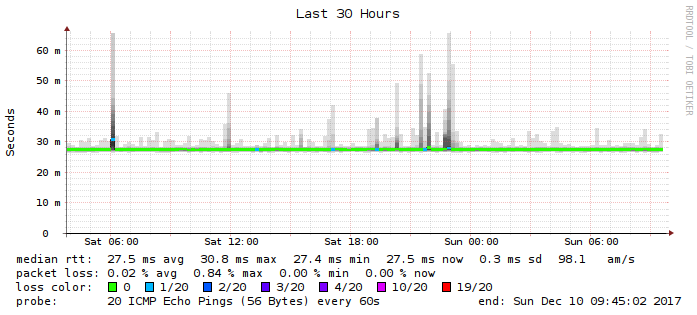 Last 30 Hours
RRDTOOL / TOBI OETIKER
Seconds
60 m
50 m
40 m
30 m
20 m
10 m
0
Sat 06:00 Sat 12:00 Sat 18:00 Sun 00:00 Sun 06:00
median rtt: 27.5 ms avg 30.8 ms max 27.4 ms min 27.5 ms now 0.3 ms sd 98.1 am/s
packet loss: 0.02 % avg 0.84 % max 0.00 % min 0.00 % now
loss color: 0 1/20 2/20 3/20 4/20 10/20 19/20
probe: 20 ICMP Echo Pings (56 Bytes) every 60s end: Sun Dec 10 09:45:02 2017